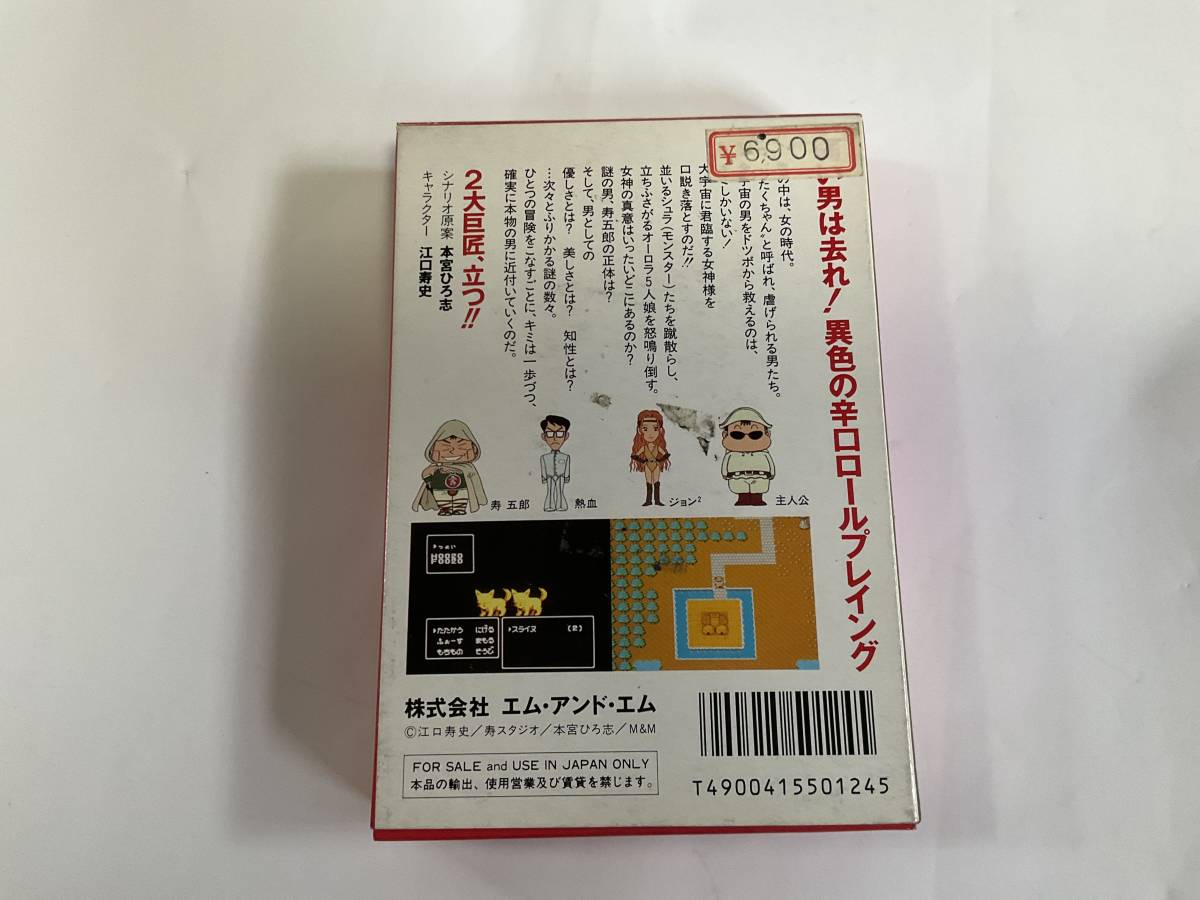 ¥6,900
い男は去れ! 異色の辛口ロールプレイング
の中は、女の時代。
たくちゃん”と呼ばれ、虐げられる男たち。
宇宙の男をドツボから救えるのは、
しかいない!
大宇宙に君臨する女神様を
口説き落とすのだ!!
並いるシュラ(モンスター)たちを蹴散らし、
立ちふさがるオーロラ5人娘を怒鳴り倒す。
女神の真意はいったいどこにあるのか?
謎の男、寿五郎の正体は?
そして、男としての
優しさとは? 美しさとは? 知性とは?
…次々とふりかかる謎の数々。
ひとつの冒険をこなすごとに、キミは一歩づつ、
確実に本物の男に近付いていくのだ。
2大巨匠、立つ!!
シナリオ原案 本宮ひろ志
キャラクター 江口寿史
寿 五郎
熱血
ジョン²
主人公
つよい
たたかう にげる
ふぉーす まもる
もちもの そうび
スライヌ (2)
株式会社 エム・アンド・エム
©江口寿史/寿スタジオ/本宮ひろ志/M&M
FOR SALE and USE IN JAPAN ONLY
本品の輸出、使用営業及び賃貸を禁じます。
T4900415501245